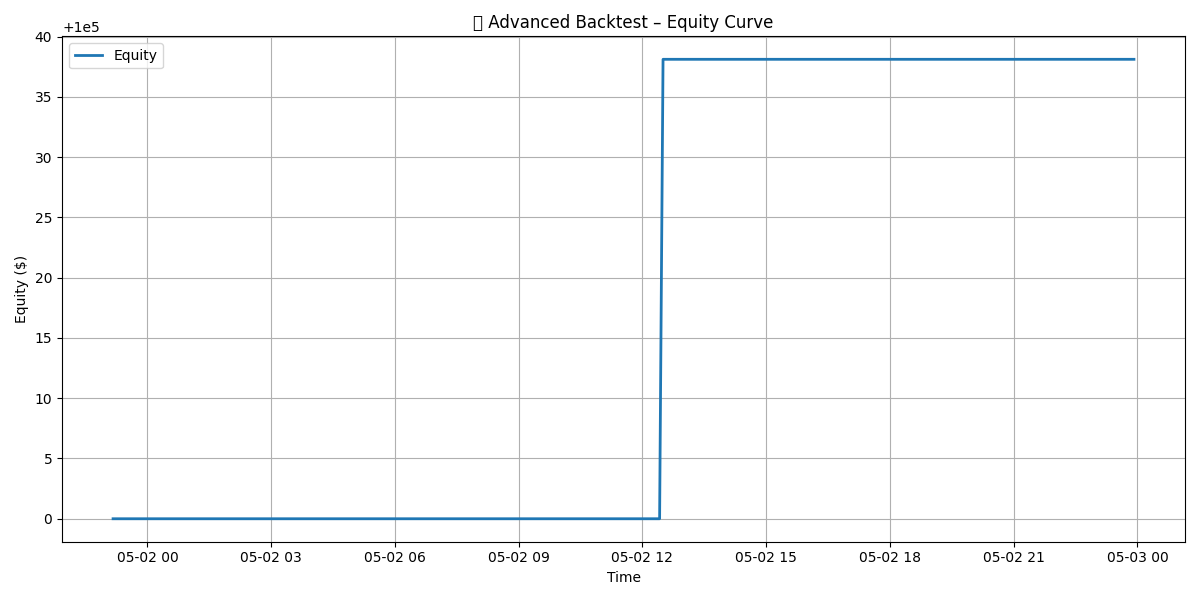 Advanced Backtest – Equity Curve
+1e5
Equity
40
35
30
25
20
15
10
5
0
Equity ($)
05-02 00 05-02 03 05-02 06 05-02 09 05-02 12 05-02 15 05-02 18 05-02 21 05-03 00
Time